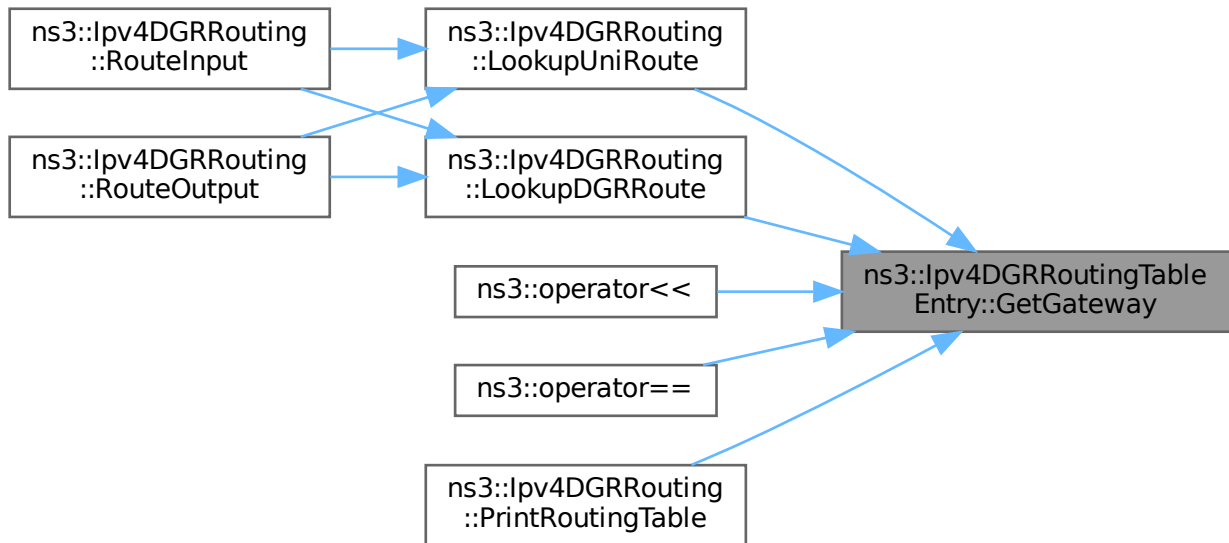 ns3::Ipv4DGRRouting
::RouteInput
ns3::Ipv4DGRRouting
::LookupUniRoute
ns3::Ipv4DGRRouting
::RouteOutput
ns3::Ipv4DGRRouting
::LookupDGRRoute
ns3::Ipv4DGRRoutingTable
Entry::GetGateway
ns3::operator<<
ns3::operator==
ns3::Ipv4DGRRouting
::PrintRoutingTable